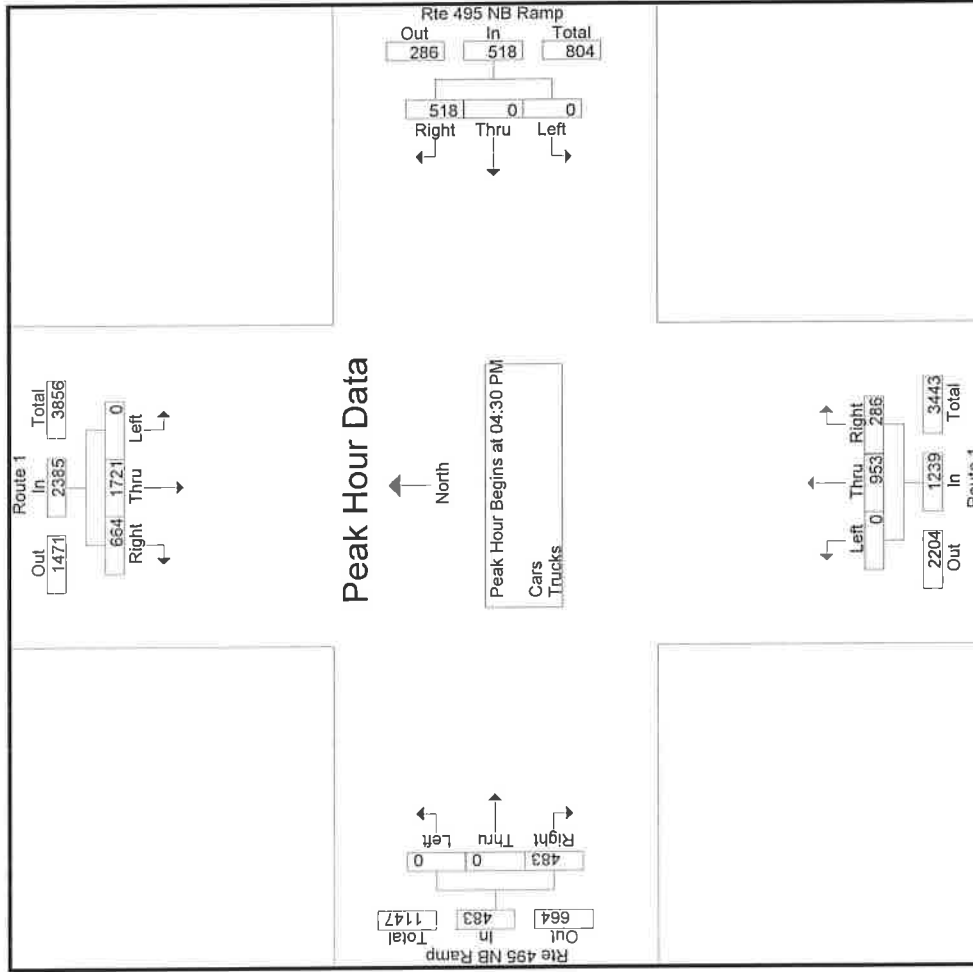 Rte 495 NB Ramp
Out In Total
286 518 804
518 0 0
Right Thru Left
Route 1
Out In Total
1471 2385 3856
664 1721 0
Right Thru Left
Peak Hour Data
North
Peak Hour Begins at 04:30 PM
Cars
Trucks
Left Thru Right
0 953 286
2204 1239 3443
Out In Total
Route 1
Left Thru Right
0 0 483
1147 483 664
Total In Out
Rte 495 NB Ramp